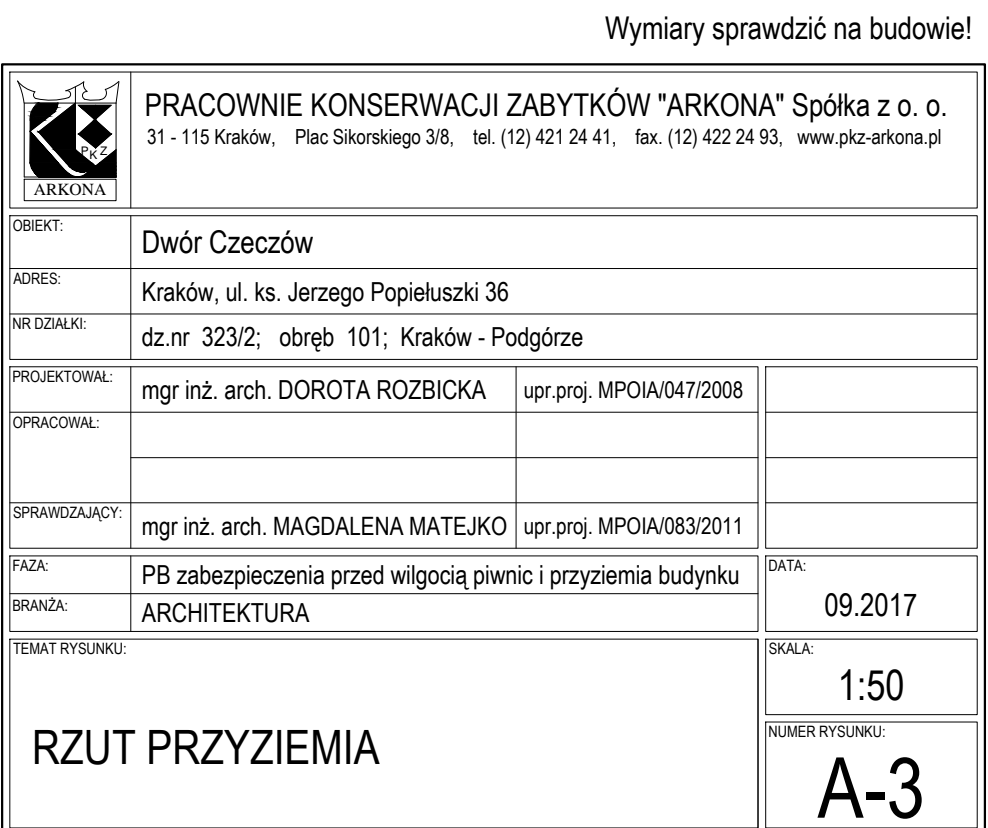 Wymiary sprawdzić na budowie!
PKZ
ARKONA
PRACOWNIE KONSERWACJI ZABYTKÓW "ARKONA" Spółka z o. o.
31 - 115 Kraków, Plac Sikorskiego 3/8, tel. (12) 421 24 41, fax. (12) 422 24 93, www.pkz-arkona.pl
OBIEKT:
Dwór Czeczów
ADRES:
Kraków, ul. ks. Jerzego Popiełuszki 36
NR DZIAŁKI:
dz.nr 323/2; obręb 101; Kraków - Podgórze
PROJEKTOWAŁ:
mgr inż. arch. DOROTA ROZBICKA upr.proj. MPOIA/047/2008
OPRACOWAŁ:
SPRAWDZAJĄCY:
mgr inż. arch. MAGDALENA MATEJKO upr.proj. MPOIA/083/2011
FAZA:
PB zabezpieczenia przed wilgocią piwnic i przyziemia budynku
BRANŻA:
ARCHITEKTURA
DATA:
09.2017
TEMAT RYSUNKU:
RZUT PRZYZIEMIA
SKALA:
1:50
NUMER RYSUNKU:
A-3